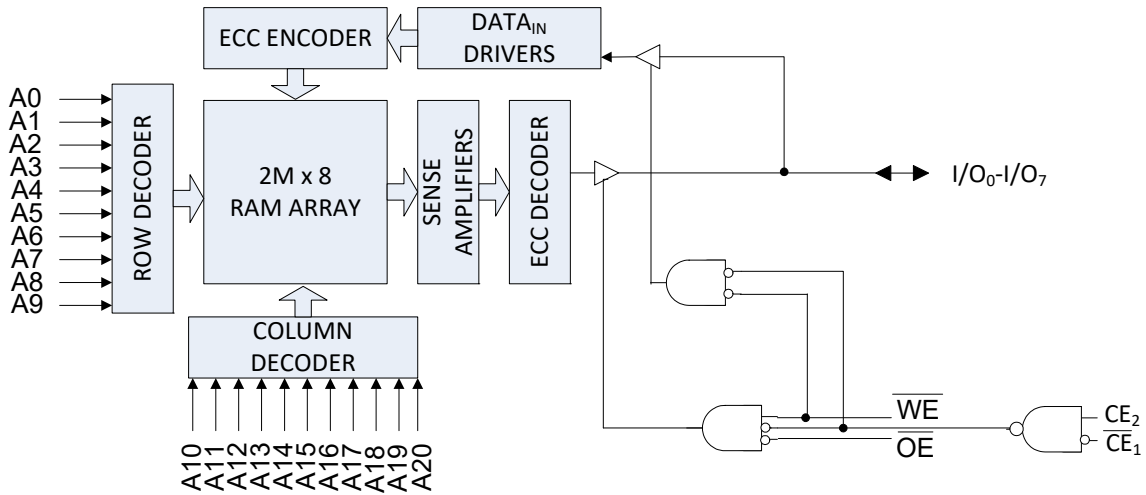 ECC ENCODER
DATAIN
DRIVERS
A0
A1
A2
A3
A4
A5
A6
A7
A8
A9
ROW DECODER
2M x 8
RAM ARRAY
SENSE
AMPLIFIERS
ECC DECODER
I/O0-I/O7
COLUMN
DECODER
A10
A11
A12
A13
A14
A15
A16
A17
A18
A19
A20
WE
OE
CE2
CE1